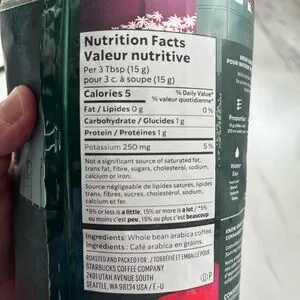 Nutrition Facts
Valeur nutritive
Per 3 Tbsp (15 g)
pour 3 c. à soupe (15 g)
Calories 5 % Daily Value*
% valeur quotidienne*
Fat / Lipides 0 g 0 %
Carbohydrate / Glucides 1 g
Protein / Protéines 1 g
Potassium 250 mg 5 %
Not a significant source of saturated fat,
trans fat, fibre, sugars, cholesterol, sodium,
calcium or iron.
Source négligeable de lipides saturés, lipides
trans, fibres, sucres, cholestérol, sodium,
calcium et fer.
*5% or less is a little, 15% or more is a lot / *5%
ou moins c'est peu, 15% ou plus c'est beaucoup
Ingredients: Whole bean arabica coffee.
Ingrédients : Café arabica en grains.
ROASTED AND PACKED FOR / TORRÉFIÉ ET EMBALLÉ POUR
STARBUCKS COFFEE COMPANY
2401 UTAH AVENUE SOUTH
SEATTLE, WA 98134 USA / É.-U.
POUR
Properties
Water
Eau